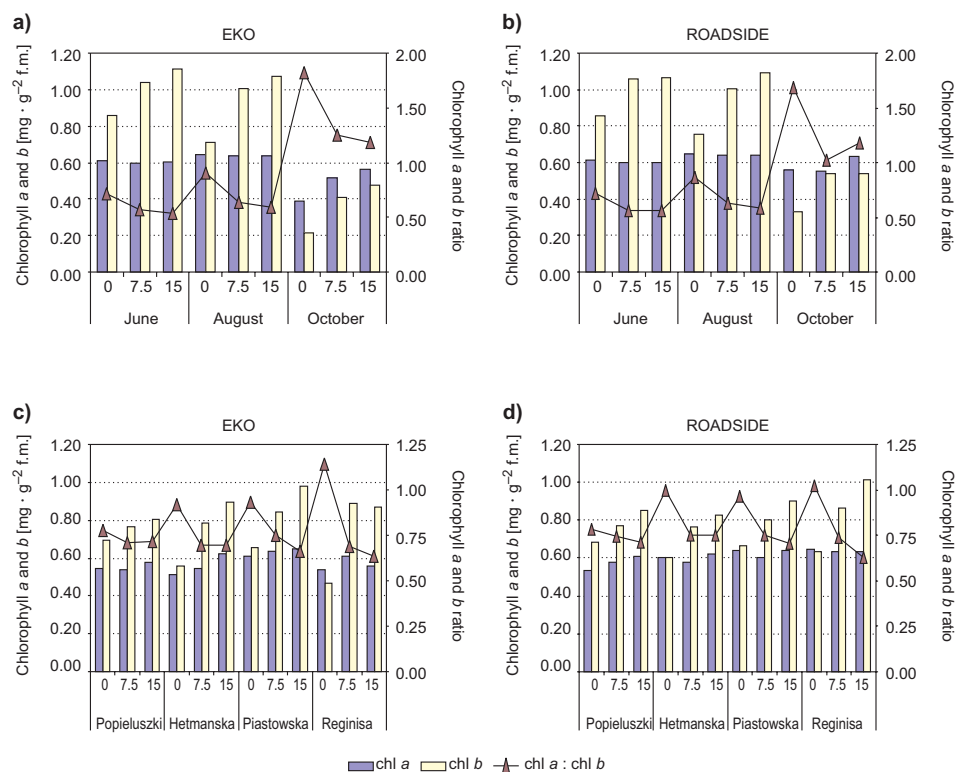 a)
EKO
Chlorophyll a and b [mg · g⁻² f.m.]
1.20
1.00
0.80
0.60
0.40
0.20
0.00
2.00
1.50
1.00
0.50
0.00
Chlorophyll a and b ratio
0 7.5 15 0 7.5 15 0 7.5 15
June August October
b)
ROADSIDE
Chlorophyll a and b [mg · g⁻² f.m.]
1.20
1.00
0.80
0.60
0.40
0.20
0.00
2.00
1.50
1.00
0.50
0.00
Chlorophyll a and b ratio
0 7.5 15 0 7.5 15 0 7.5 15
June August October
c)
EKO
Chlorophyll a and b [mg · g⁻² f.m.]
1.20
1.00
0.80
0.60
0.40
0.20
0.00
1.25
1.00
0.75
0.50
0.25
0.00
Chlorophyll a and b ratio
0 7.5 15 0 7.5 15 0 7.5 15 0 7.5 15
Popieluszki Hetmanska Piastowska Reginisa
d)
ROADSIDE
Chlorophyll a and b [mg · g⁻² f.m.]
1.20
1.00
0.80
0.60
0.40
0.20
0.00
1.25
1.00
0.75
0.50
0.25
0.00
Chlorophyll a and b ratio
0 7.5 15 0 7.5 15 0 7.5 15 0 7.5 15
Popieluszki Hetmanska Piastowska Reginisa
chl a chl b chl a : chl b